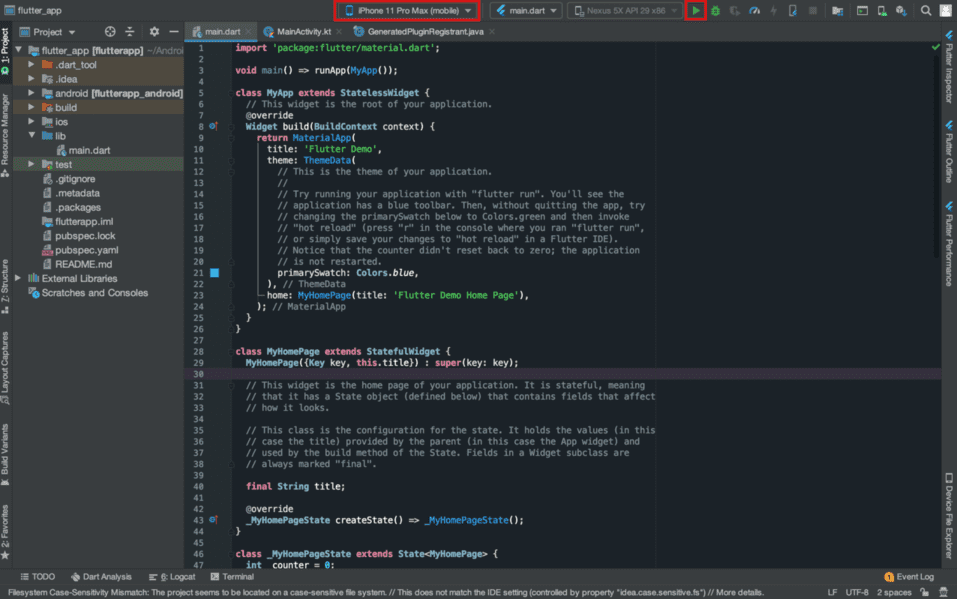 flutter_app
iPhone 11 Pro Max (mobile)
main.dart
Nexus 5X API 29 x86
Project
main.dart
MainActivity.kt
GeneratedPluginRegistrant.java
1: Project
Resource Manager
7: Structure
Layout Captures
Build Variants
2: Favorites
flutter_app [flutterapp] ~/Androi
.dart_tool
.idea
android [flutterapp_android]
build
ios
lib
main.dart
test
.gitignore
.metadata
.packages
flutterapp.iml
pubspec.lock
pubspec.yaml
README.md
External Libraries
Scratches and Consoles
1 import 'package:flutter/material.dart';
2
3 void main() => runApp(MyApp());
4
5 class MyApp extends StatelessWidget {
6 // This widget is the root of your application.
7 @override
8 Widget build(BuildContext context) {
9 return MaterialApp(
10 title: 'Flutter Demo',
11 theme: ThemeData(
12 // This is the theme of your application.
13 //
14 // Try running your application with "flutter run". You'll see the
15 // application has a blue toolbar. Then, without quitting the app, try
16 // changing the primarySwatch below to Colors.green and then invoke
17 // "hot reload" (press "r" in the console where you ran "flutter run",
18 // or simply save your changes to "hot reload" in a Flutter IDE).
19 // Notice that the counter didn't reset back to zero; the application
20 // is not restarted.
21 primarySwatch: Colors.blue,
22 ), // ThemeData
23 home: MyHomePage(title: 'Flutter Demo Home Page'),
24 ); // MaterialApp
25 }
26 }
27
28 class MyHomePage extends StatefulWidget {
29 MyHomePage({Key key, this.title}) : super(key: key);
30
31 // This widget is the home page of your application. It is stateful, meaning
32 // that it has a State object (defined below) that contains fields that affect
33 // how it looks.
34
35 // This class is the configuration for the state. It holds the values (in this
36 // case the title) provided by the parent (in this case the App widget) and
37 // used by the build method of the State. Fields in a Widget subclass are
38 // always marked "final".
39
40 final String title;
41
42 @override
43 _MyHomePageState createState() => _MyHomePageState();
44 }
45
46 class _MyHomePageState extends State<MyHomePage> {
47 int _counter = 0;
Flutter Inspector
Flutter Outline
Flutter Performance
Device File Explorer
TODO
Dart Analysis
6: Logcat
Terminal
1 Event Log
Filesystem Case-Sensitivity Mismatch: The project seems to be located on a case-sensitive file system. // This does not match the IDE setting (controlled by property "idea.case.sensitive.fs") // More details.
LF UTF-8 2 spaces